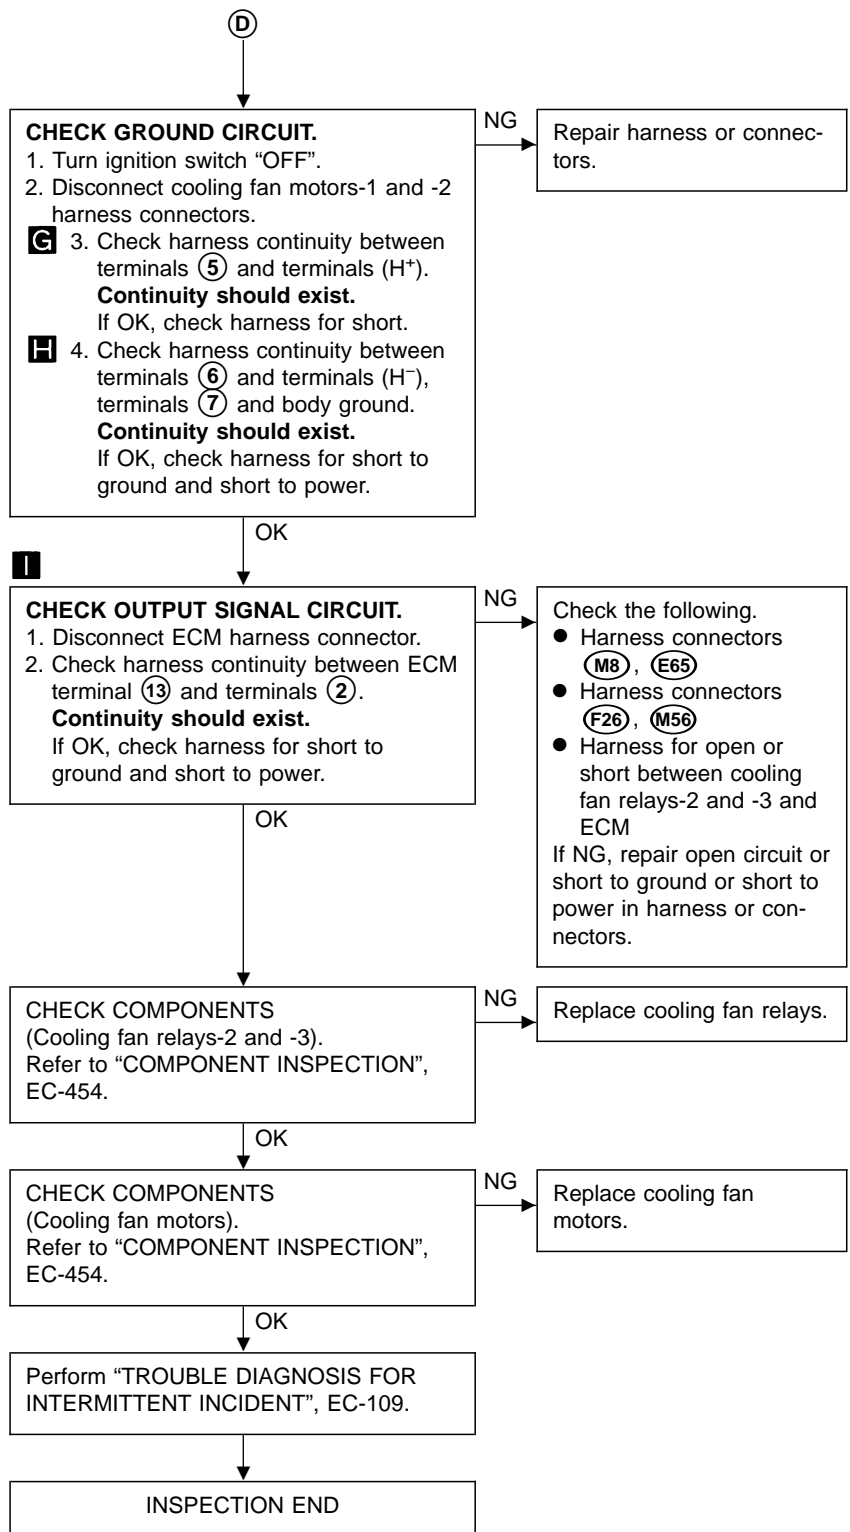 D
CHECK GROUND CIRCUIT.
1. Turn ignition switch “OFF”.
2. Disconnect cooling fan motors-1 and -2
harness connectors.
G 3. Check harness continuity between
terminals 5 and terminals (H+).
Continuity should exist.
If OK, check harness for short.
H 4. Check harness continuity between
terminals 6 and terminals (H−),
terminals 7 and body ground.
Continuity should exist.
If OK, check harness for short to
ground and short to power.
NG
Repair harness or connec-
tors.
OK
I
CHECK OUTPUT SIGNAL CIRCUIT.
1. Disconnect ECM harness connector.
2. Check harness continuity between ECM
terminal 13 and terminals 2.
Continuity should exist.
If OK, check harness for short to
ground and short to power.
NG
Check the following.
● Harness connectors
M8, E65
● Harness connectors
F26, M56
● Harness for open or
short between cooling
fan relays-2 and -3 and
ECM
If NG, repair open circuit or
short to ground or short to
power in harness or con-
nectors.
OK
CHECK COMPONENTS
(Cooling fan relays-2 and -3).
Refer to “COMPONENT INSPECTION”,
EC-454.
NG
Replace cooling fan relays.
OK
CHECK COMPONENTS
(Cooling fan motors).
Refer to “COMPONENT INSPECTION”,
EC-454.
NG
Replace cooling fan
motors.
OK
Perform “TROUBLE DIAGNOSIS FOR
INTERMITTENT INCIDENT”, EC-109.
INSPECTION END